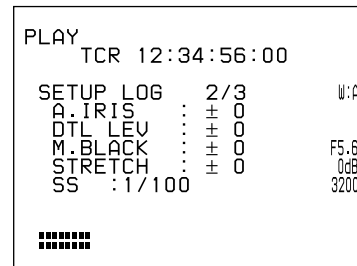 PLAY
TCR 12:34:56:00
SETUP LOG 2/3
A.IRIS : ± 0
DTL LEV : ± 0
M.BLACK : ± 0
STRETCH : ± 0
SS :1/100
W:A
F5.6
0dB
3200